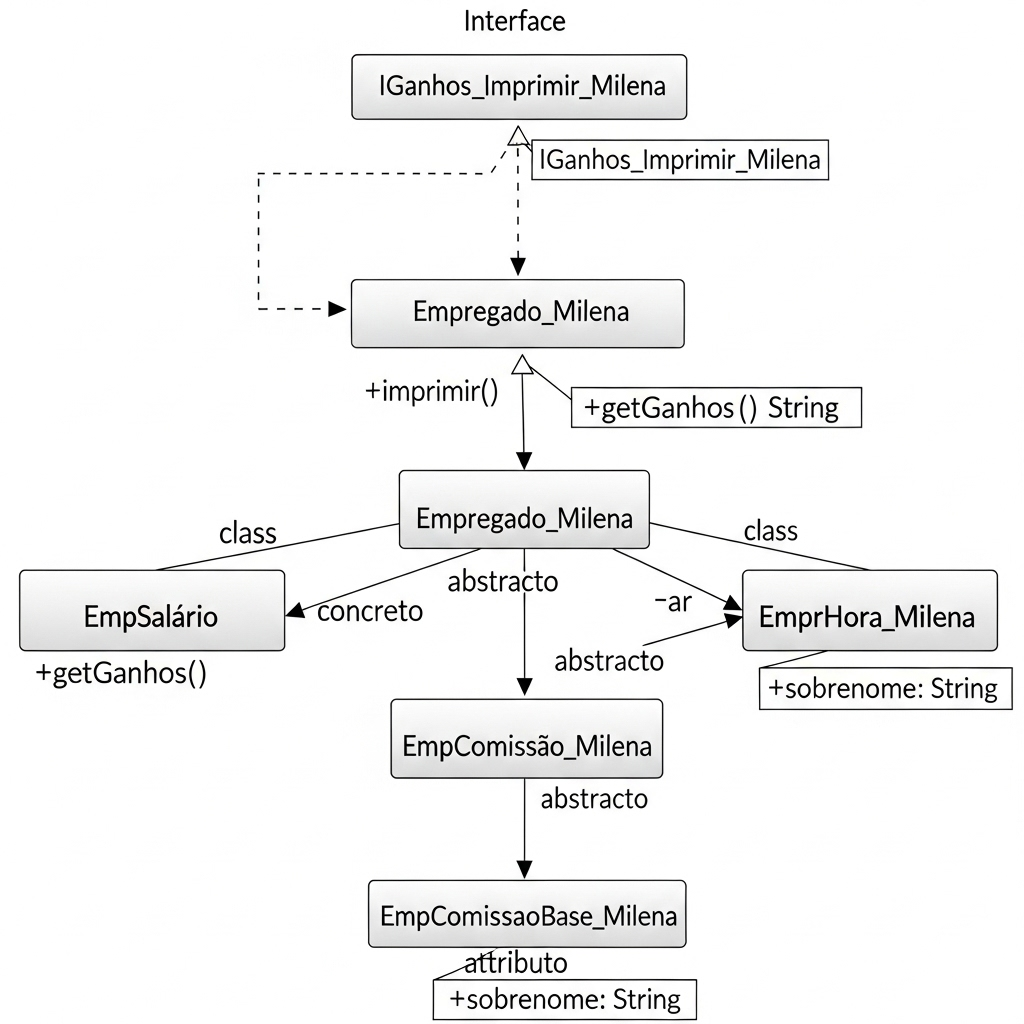 Interface
IGanhos_Imprimir_Milena
IGanhos_Imprimir_Milena
Empregado_Milena
+imprimir()
+getGanhos() String
Empregado_Milena
class
class
abstracto
concreto
-ar
EmpSalário
EmprHora_Milena
+getGanhos()
abstracto
+sobrenome: String
EmpComissão_Milena
abstracto
EmpComissaoBase_Milena
attributo
+sobrenome: String